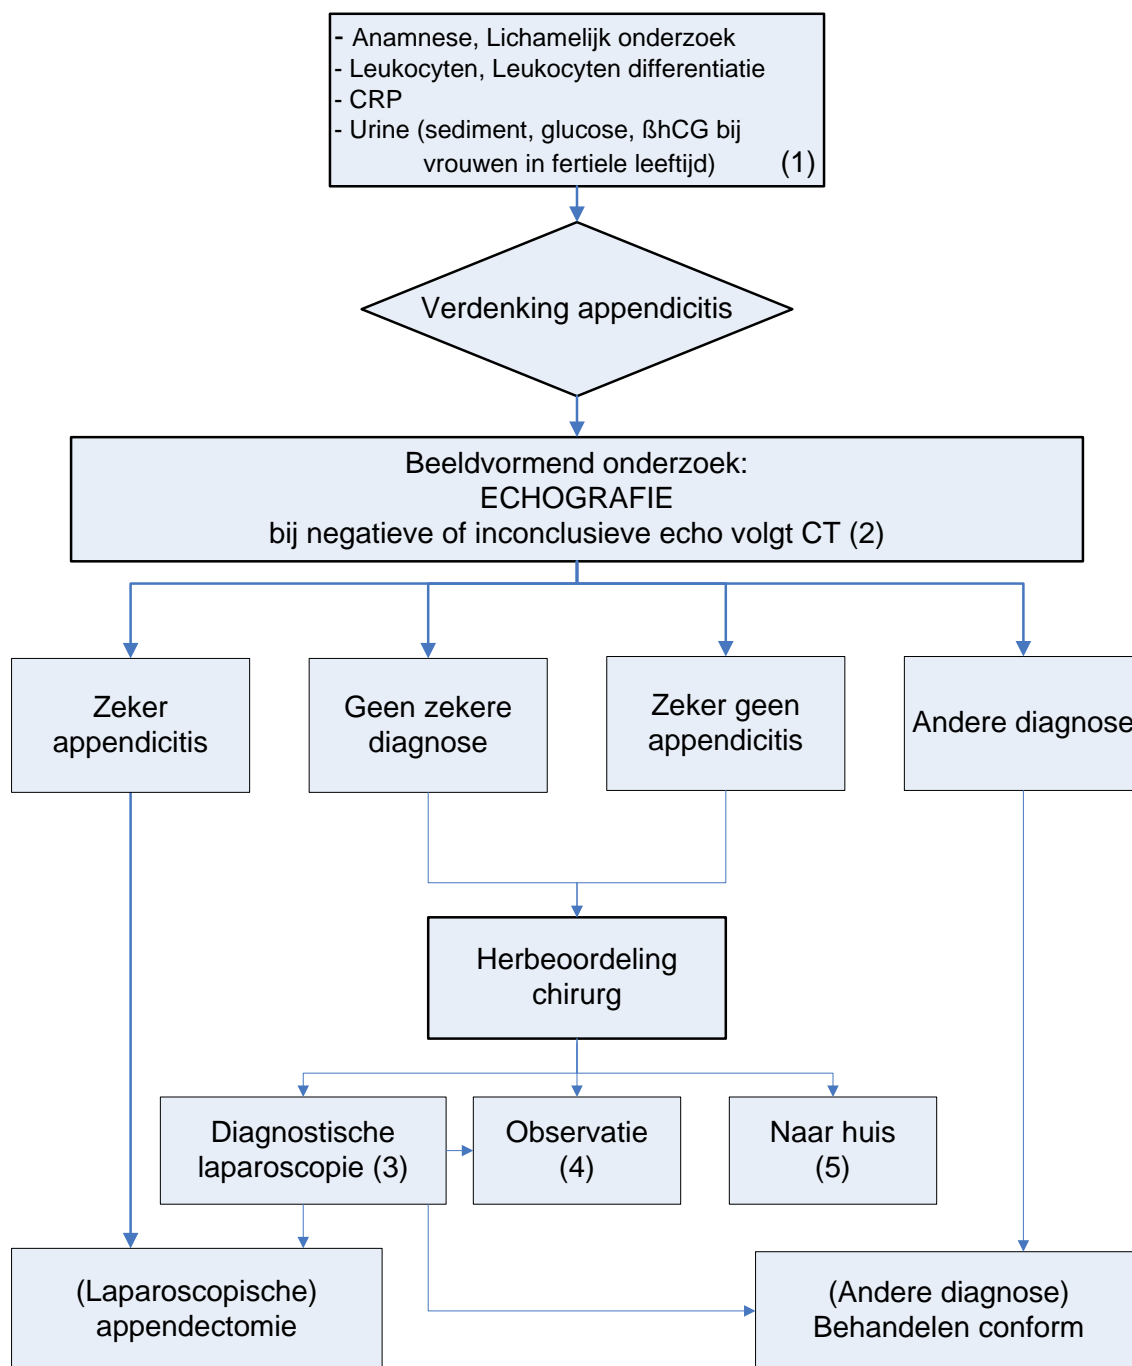 - Anamnese, Lichamelijk onderzoek
- Leukocyten, Leukocyten differentiatie
- CRP
- Urine (sediment, glucose, ßhCG bij
vrouwen in fertiele leeftijd)
(1)
Verdenking appendicitis
Beeldvormend onderzoek:
ECHOGRAFIE
bij negatieve of inconclusieve echo volgt CT (2)
Zeker
appendicitis
Geen zekere
diagnose
Zeker geen
appendicitis
Andere diagnose
Herbeoordeling
chirurg
Diagnostische
laparoscopie (3)
Observatie
(4)
Naar huis
(5)
(Laparoscopische)
appendectomie
(Andere diagnose)
Behandelen conform